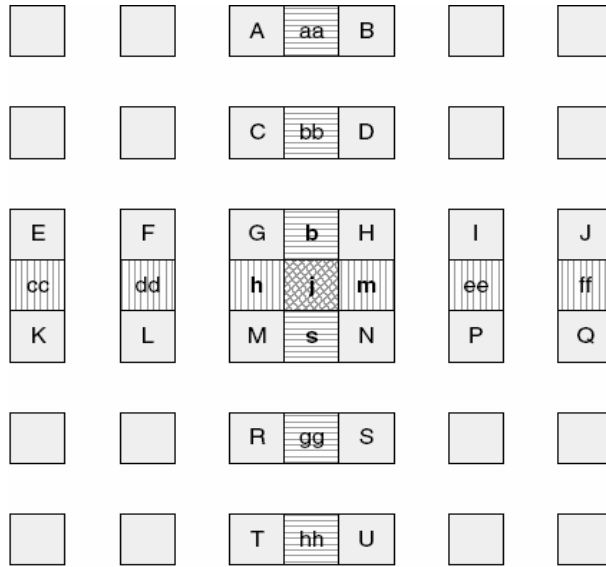 A aa B
C bb D
E F G b H I J
cc dd h j m ee ff
K L M s N P Q
R gg S
T hh U